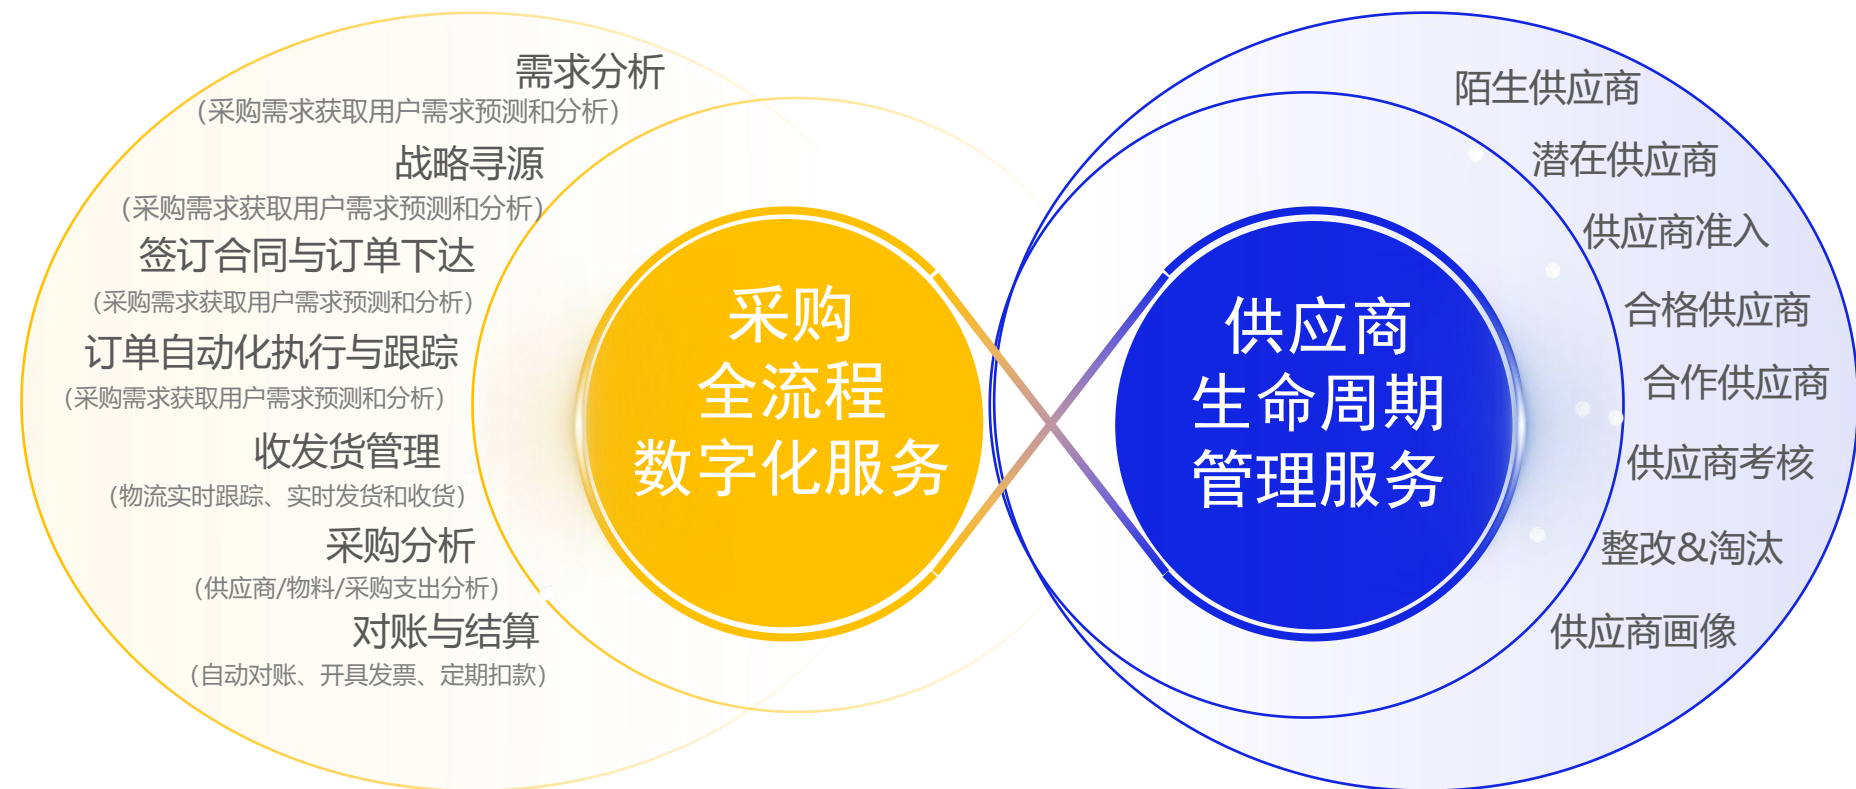 需求分析
（采购需求获取用户需求预测和分析）
战略寻源
（采购需求获取用户需求预测和分析）
签订合同与订单下达
（采购需求获取用户需求预测和分析）
订单自动化执行与跟踪
（采购需求获取用户需求预测和分析）
收发货管理
（物流实时跟踪、实时发货和收货）
采购分析
（供应商/物料/采购支出分析）
对账与结算
（自动对账、开具发票、定期扣款）
采购
全流程
数字化服务
供应商
生命周期
管理服务
陌生供应商
潜在供应商
供应商准入
合格供应商
合作供应商
供应商考核
整改&淘汰
供应商画像